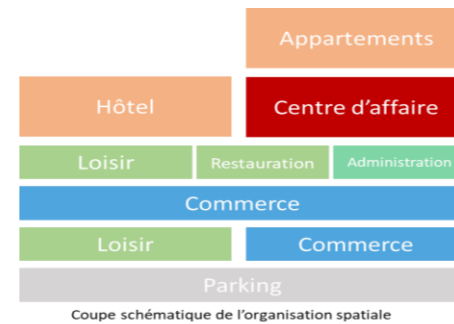 Appartements
Hôtel Centre d'affaire
Loisir Restauration Administration
Commerce
Loisir Commerce
Parking
Coupe schématique de l'organisation spatiale